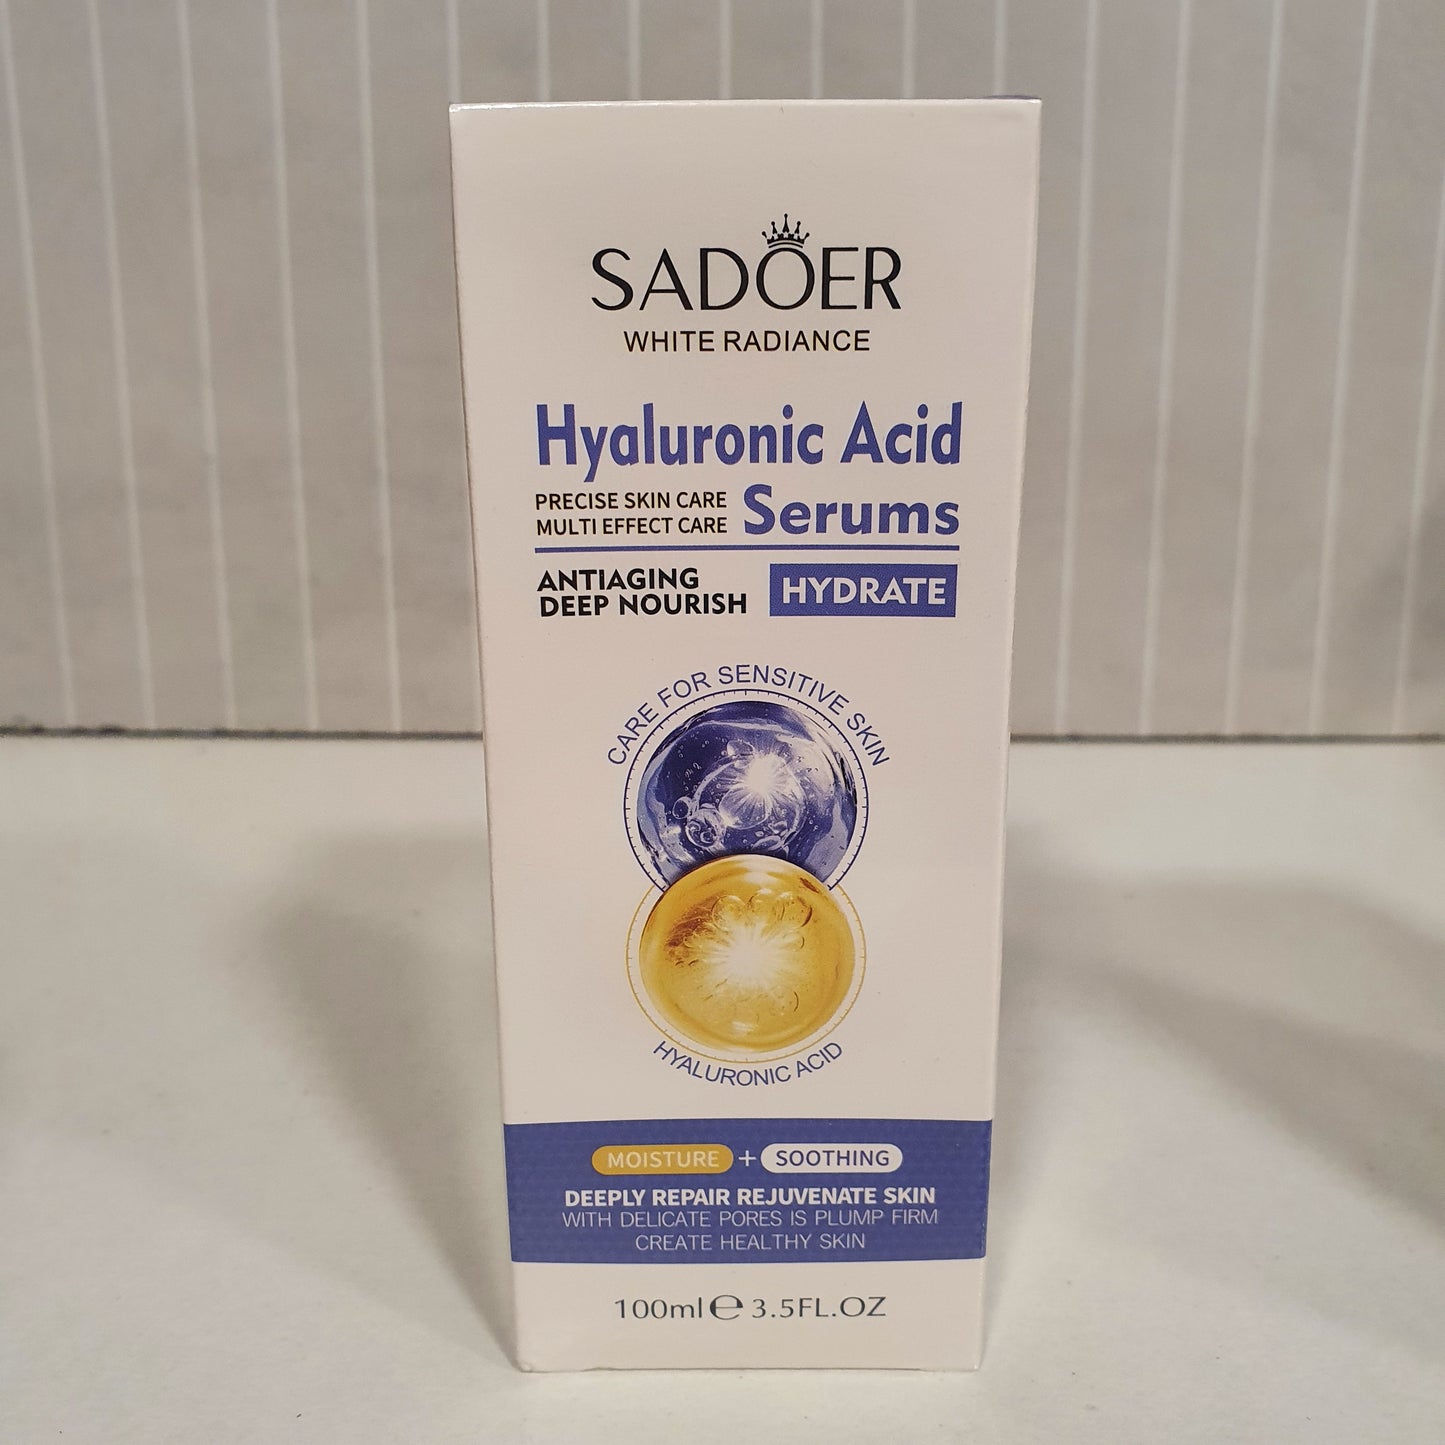 SADOER
WHITE RADIANCE
Hyaluronic Acid
PRECISE SKIN CARE
MULTI EFFECT CARE
Serums
ANTIAGING
DEEP NOURISH
HYDRATE
CARE FOR SENSITIVE SKIN
HYALURONIC ACID
MOISTURE + SOOTHING
DEEPLY REPAIR REJUVENATE SKIN
WITH DELICATE PORES IS PLUMP FIRM
CREATE HEALTHY SKIN
100ml ℮ 3.5FL.OZ